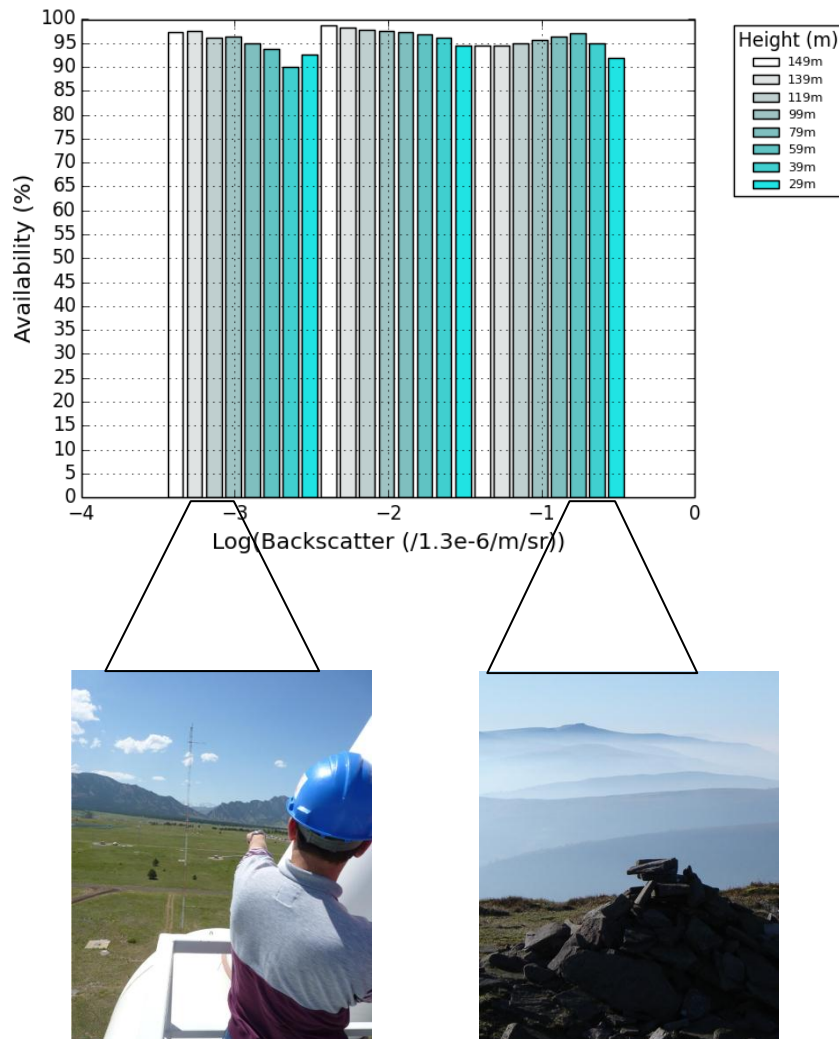 100
95
90
85
80
75
70
65
60
55
50
45
40
35
30
25
20
15
10
5
0
Availability (%)
−4 −3 −2 −1 0
Log(Backscatter (/1.3e-6/m/sr))
Height (m)
149m
139m
119m
99m
79m
59m
39m
29m